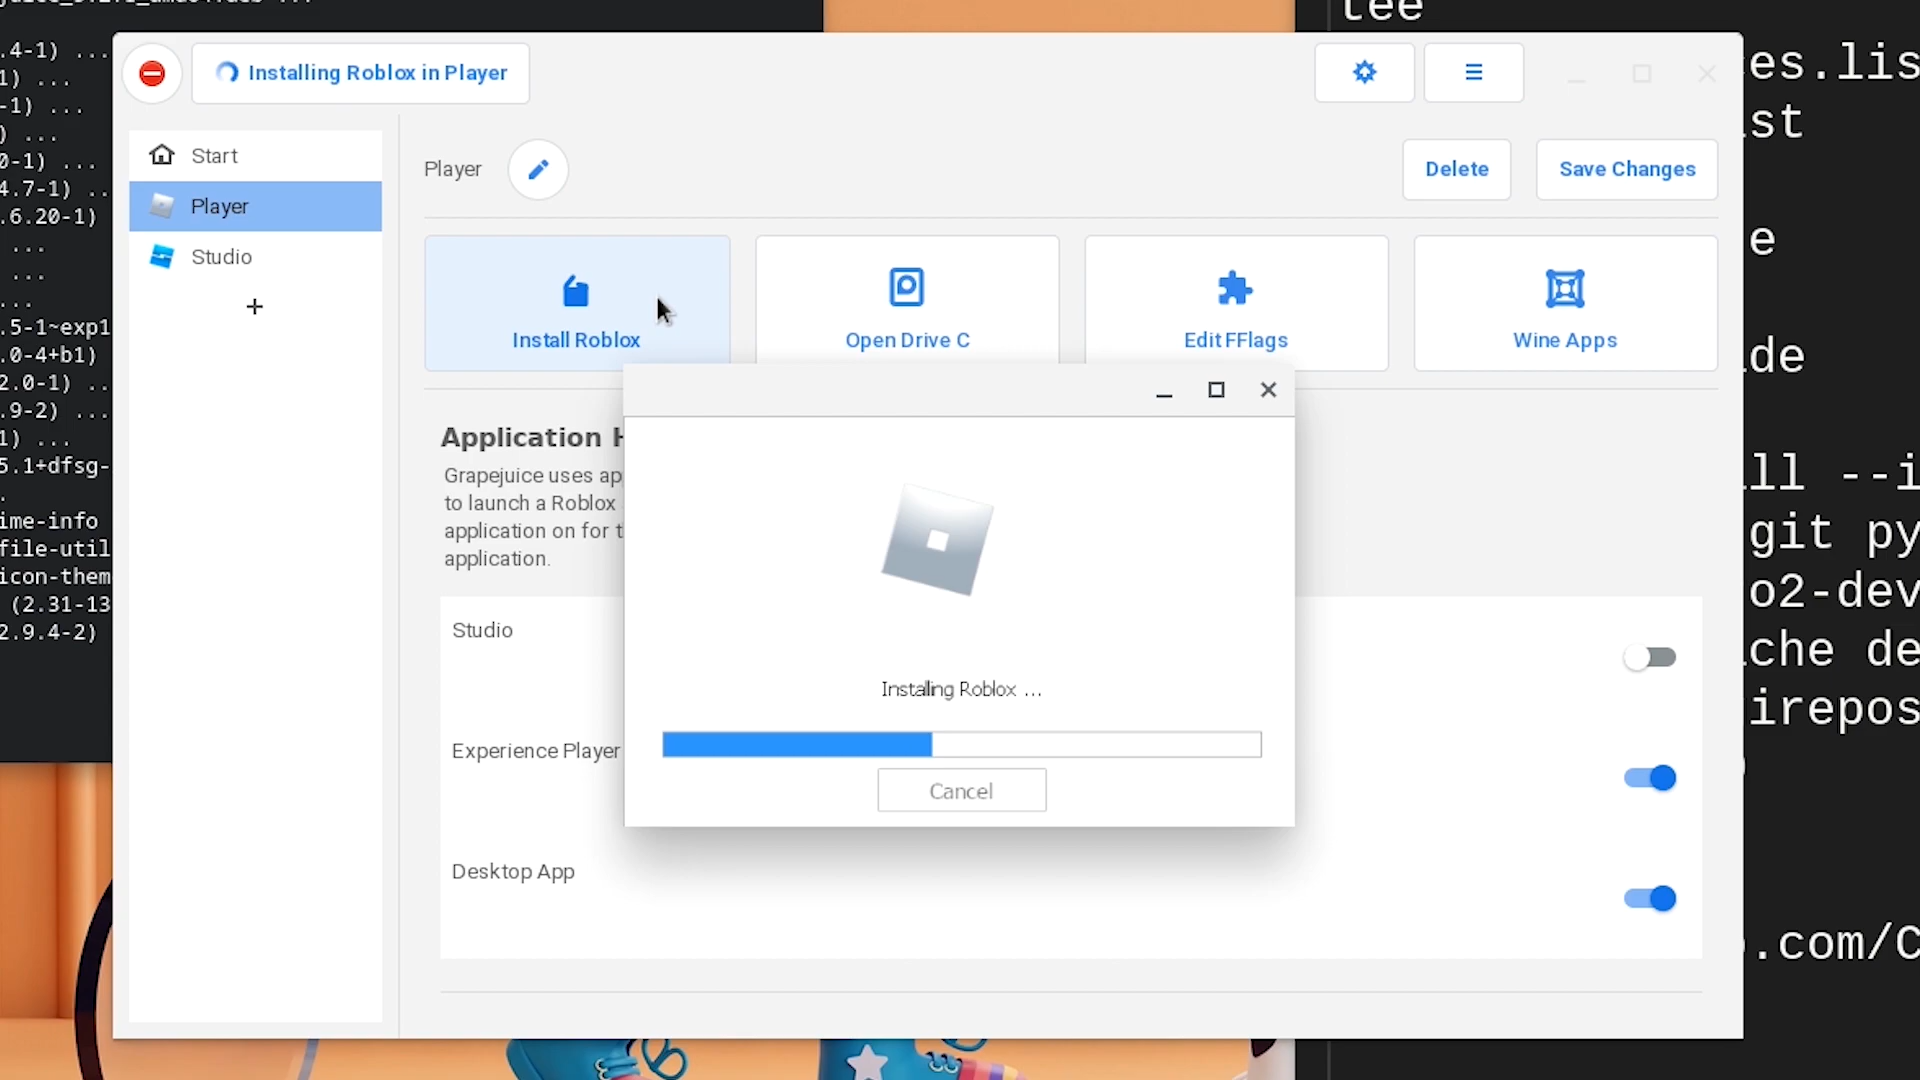 tee
.4-1) ...
1) ...
-1) ...
) ...
0-1) ...
4.7-1) ..
.6.20-1)
...
...
...
.5-1~exp1
.0-4+b1)
2.0-1) ..
.9-2) ...
1) ...
5.1+dfsg-
.
ime-info
file-util
icon-them
(2.31-13
2.9.4-2)
Installing Roblox in Player
Start
Player
Studio
+
Player
Delete
Save Changes
Install Roblox
Open Drive C
Edit FFlags
Wine Apps
Application H
Grapejuice uses ap
to launch a Roblox
application on for t
application.
Studio
Experience Player
Desktop App
Installing Roblox ...
Cancel
es.lis
st
e
de
ll --i
git py
o2-dev
che de
irepos
.com/C